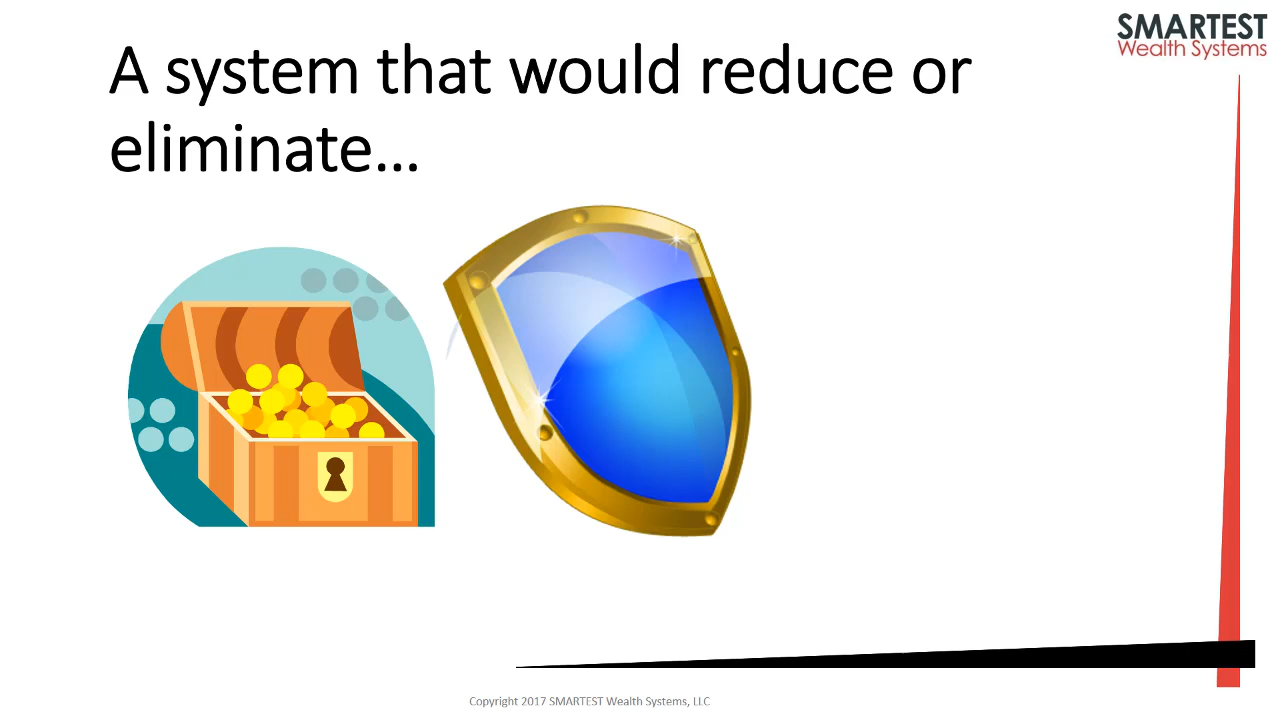 SMARTEST
Wealth Systems
A system that would reduce or
eliminate...
Copyright 2017 SMARTEST Wealth Systems, LLC